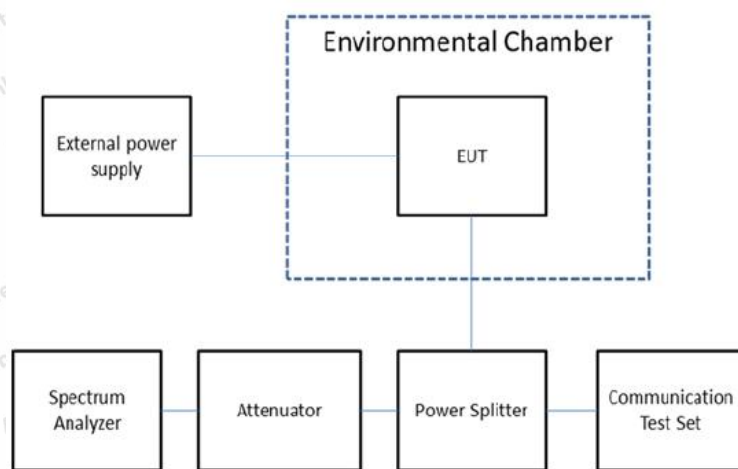 Environmental Chamber
External power
supply
EUT
Spectrum
Analyzer
Attenuator
Power Splitter
Communication
Test Set